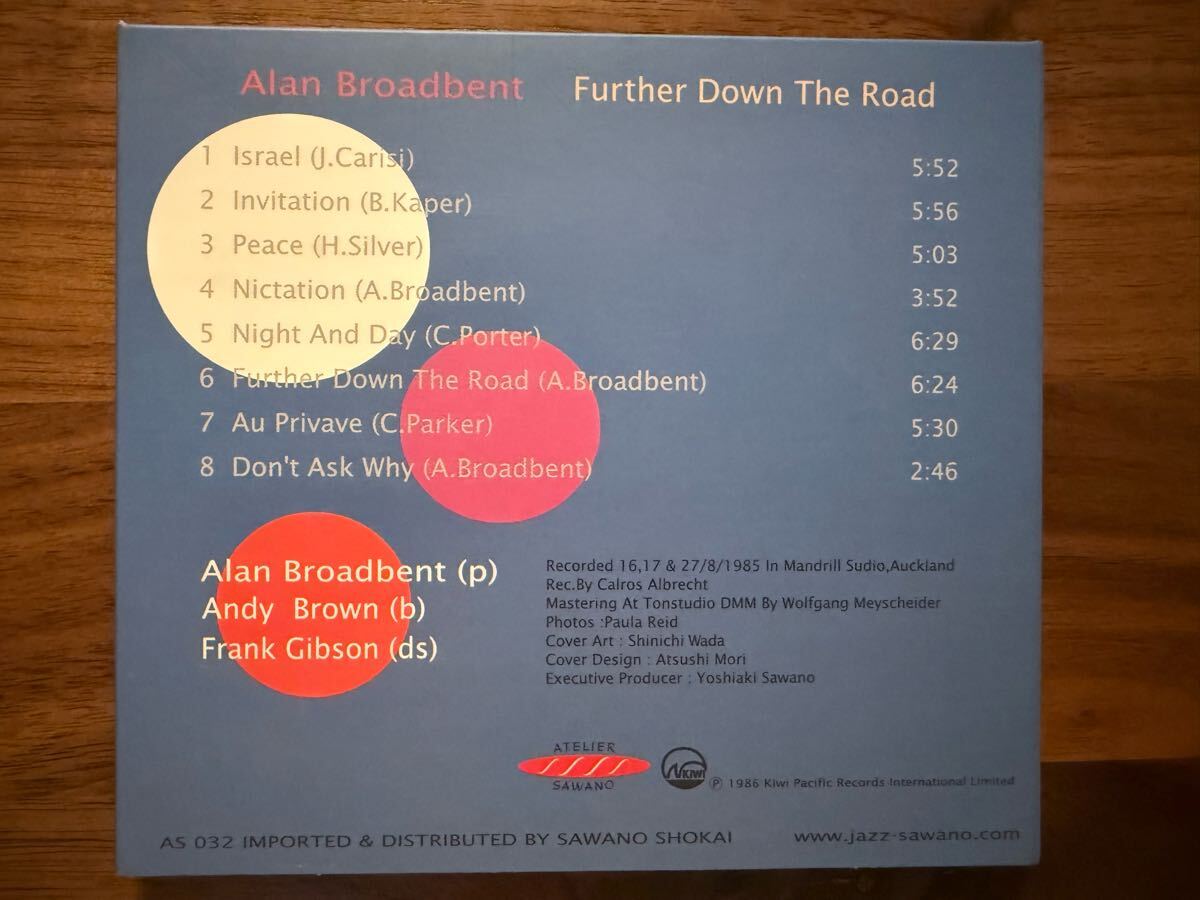 Alan Broadbent Further Down The Road
1 Israel (J.Carisi) 5:52
2 Invitation (B.Kaper) 5:56
3 Peace (H.Silver) 5:03
4 Nictation (A.Broadbent) 3:52
5 Night And Day (C.Porter) 6:29
6 Further Down The Road (A.Broadbent) 6:24
7 Au Privave (C.Parker) 5:30
8 Don't Ask Why (A.Broadbent) 2:46
Alan Broadbent (p)
Andy Brown (b)
Frank Gibson (ds)
Recorded 16,17 & 27/8/1985 In Mandrill Sudio,Auckland
Rec.By Calros Albrecht
Mastering At Tonstudio DMM By Wolfgang Meyscheider
Photos :Paula Reid
Cover Art : Shinichi Wada
Cover Design : Atsushi Mori
Executive Producer : Yoshiaki Sawano
ATELIER
SAWANO
KIWI
℗ 1986 Kiwi Pacific Records International Limited
AS 032 IMPORTED & DISTRIBUTED BY SAWANO SHOKAI www.jazz-sawano.com